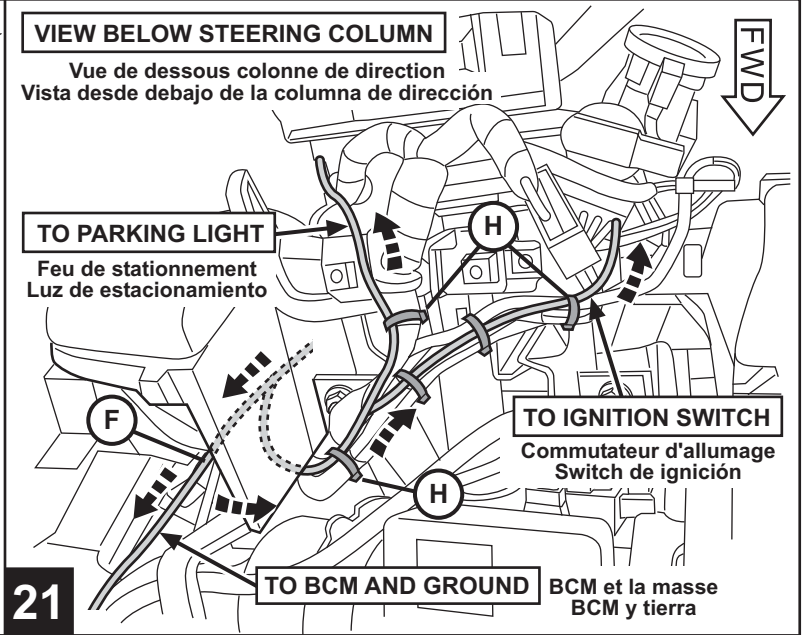 VIEW BELOW STEERING COLUMN
Vue de dessous colonne de direction
Vista desde debajo de la columna de dirección
FWD
TO PARKING LIGHT
Feu de stationnement
Luz de estacionamiento
H
F
TO IGNITION SWITCH
Commutateur d'allumage
Switch de ignición
H
TO BCM AND GROUND
BCM et la masse
BCM y tierra
21